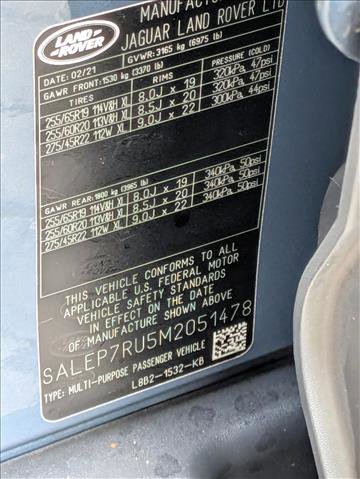 MANUFACTUR
LAND
ROVER
JAGUAR LAND ROVER LTD
DATE: 02/21
GVWR: 3165 kg (6975 lb)
GAWR FRONT: 1530 kg (3370 lb)
TIRES RIMS PRESSURE (COLD)
255/65R19 114V&H XL 8.0J x 19 320kPa, 47psi
255/60R20 113V&H XL 8.5J x 20 320kPa, 47psi
275/45R22 112W XL 9.0J x 22 300kPa, 44psi
GAWR REAR: 1800 kg (3965 lb)
255/65R19 114V&H XL 8.0J x 19 340kPa, 50psi
255/60R20 113V&H XL 8.5J x 20 340kPa, 50psi
275/45R22 112W XL 9.0J x 22 340kPa, 50psi
THIS VEHICLE CONFORMS TO ALL
APPLICABLE U.S. FEDERAL MOTOR
VEHICLE SAFETY STANDARDS
IN EFFECT ON THE DATE
OF MANUFACTURE SHOWN ABOVE
SALEP7RU5M2051478
TYPE: MULTI-PURPOSE PASSENGER VEHICLE
L8B2-1532-KB